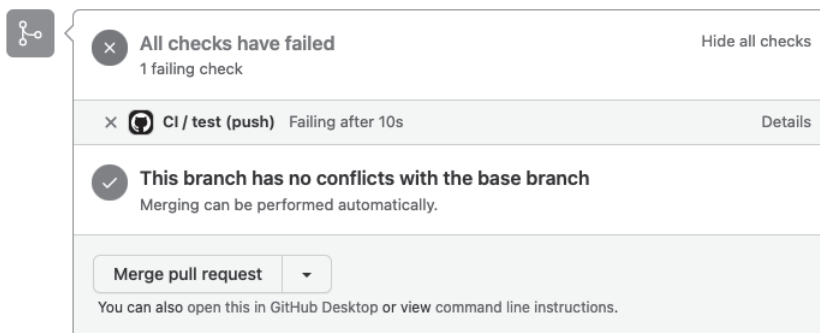 All checks have failed
Hide all checks
1 failing check
CI / test (push) Failing after 10s
Details
This branch has no conflicts with the base branch
Merging can be performed automatically.
Merge pull request
You can also open this in GitHub Desktop or view command line instructions.